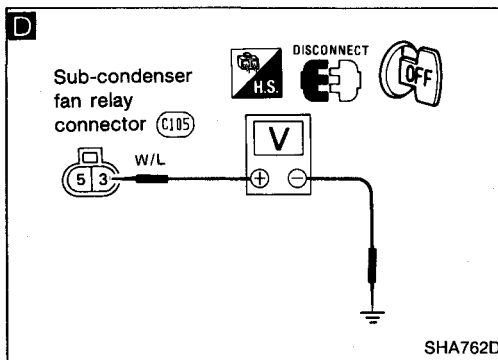 D
DISCONNECT
H.S.
OFF
Sub-condenser
fan relay
connector C105
W/L
V
5 3
+ −
SHA762D